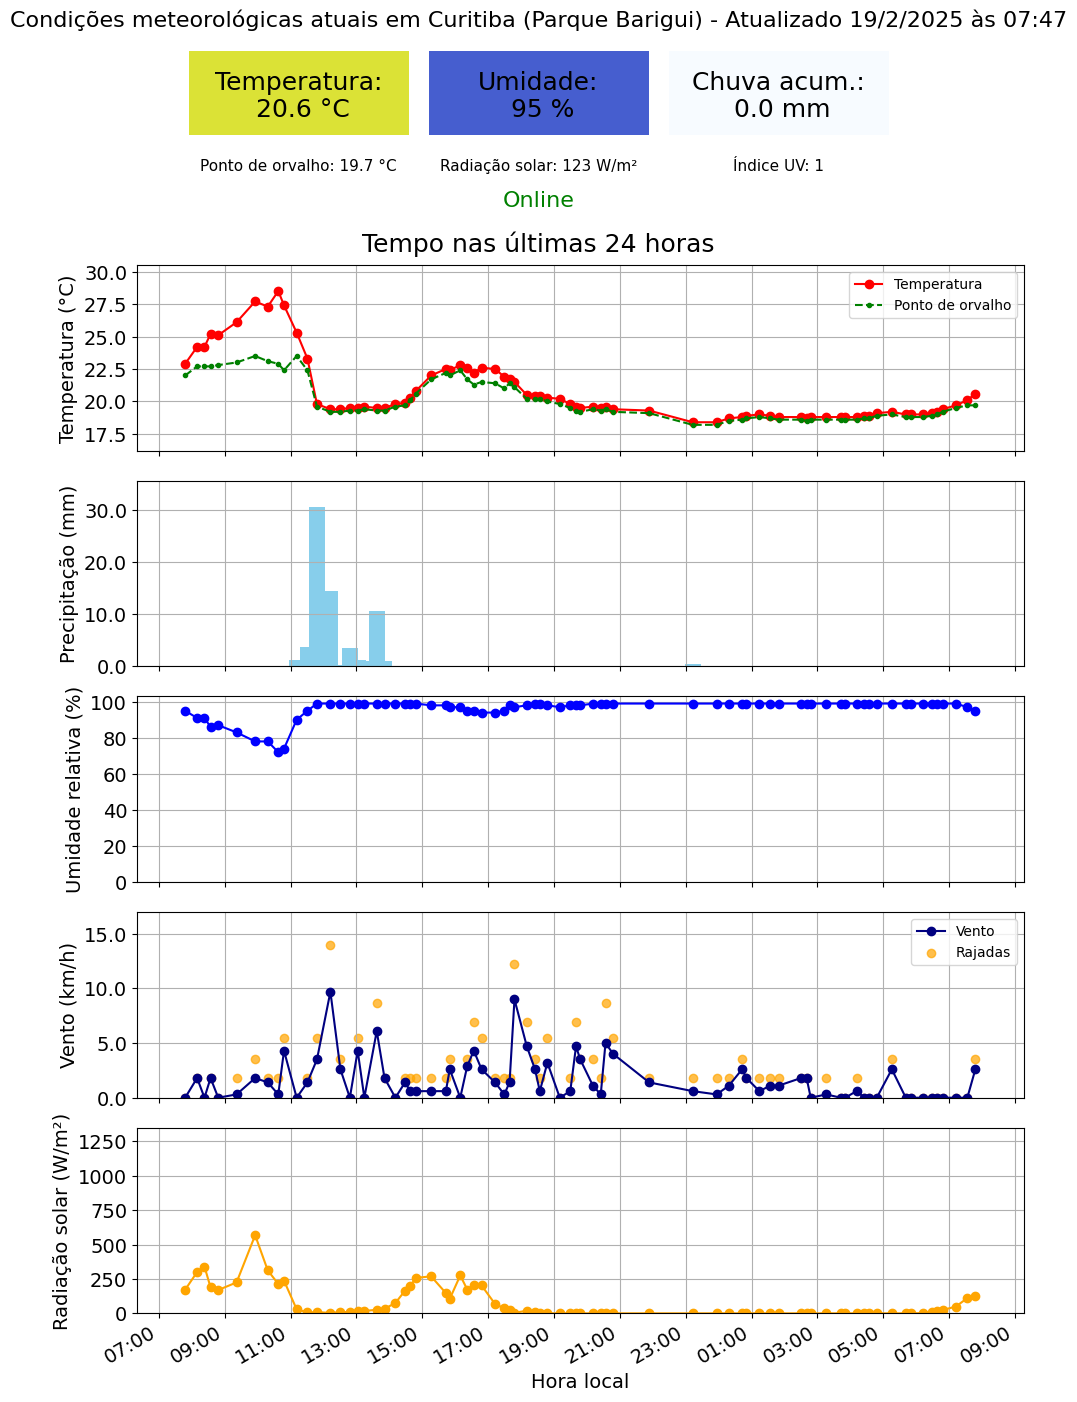 Condições meteorológicas atuais em Curitiba (Parque Barigui) - Atualizado 19/2/2025 às 07:47
Temperatura:
20.6 °C
Umidade:
95 %
Chuva acum.:
0.0 mm
Ponto de orvalho: 19.7 °C
Radiação solar: 123 W/m²
Índice UV: 1
Online
Tempo nas últimas 24 horas
Temperatura (°C)
30.0
27.5
25.0
22.5
20.0
17.5
Temperatura
Ponto de orvalho
Precipitação (mm)
30.0
20.0
10.0
0.0
Umidade relativa (%)
100
80
60
40
20
0
Vento (km/h)
15.0
10.0
5.0
0.0
Vento
Rajadas
Radiação solar (W/m²)
1250
1000
750
500
250
0
07:00
09:00
11:00
13:00
15:00
17:00
19:00
21:00
23:00
01:00
03:00
05:00
07:00
09:00
Hora local